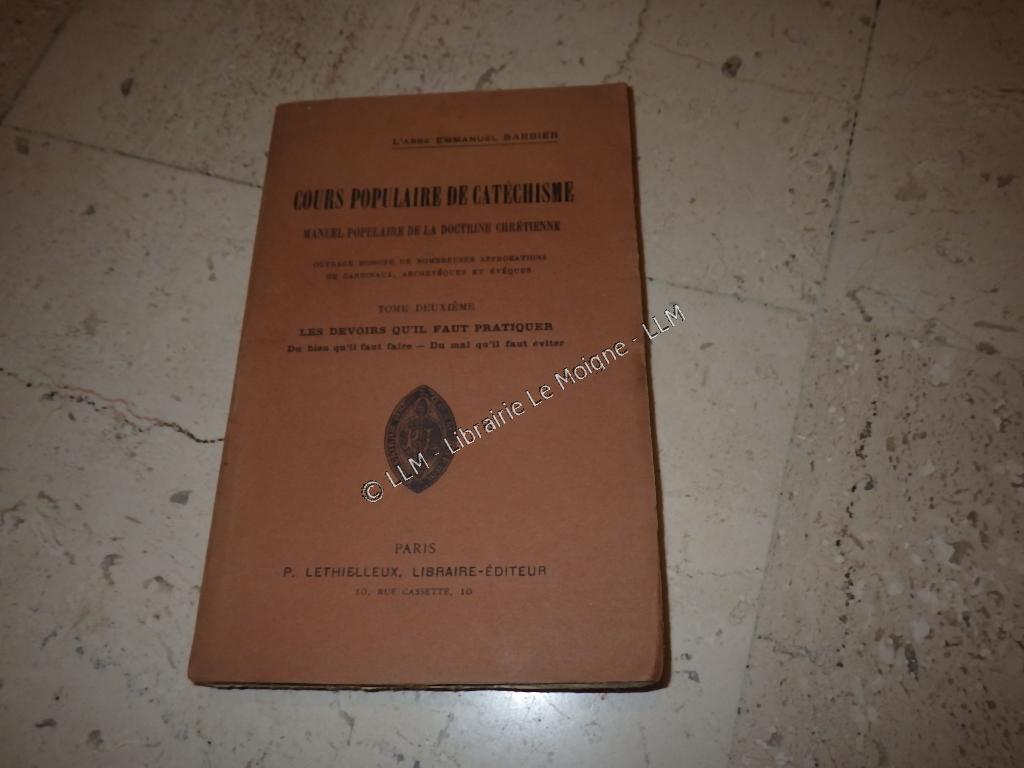 L'ABBÉ EMMANUEL BARBIER
COURS POPULAIRE DE CATÉCHISME
MANUEL POPULAIRE DE LA DOCTRINE CHRÉTIENNE
OUVRAGE HONORÉ DE NOMBREUSES APPROBATIONS
DE CARDINAUX, ARCHEVÊQUES ET ÉVÊQUES
TOME DEUXIÈME
LES DEVOIRS QU'IL FAUT PRATIQUER
Du bien qu'il faut faire — Du mal qu'il faut éviter
© LLM - Librairie Le Moigne - LLM
PARIS
P. LETHIELLEUX, LIBRAIRE-ÉDITEUR
10, RUE CASSETTE, 10